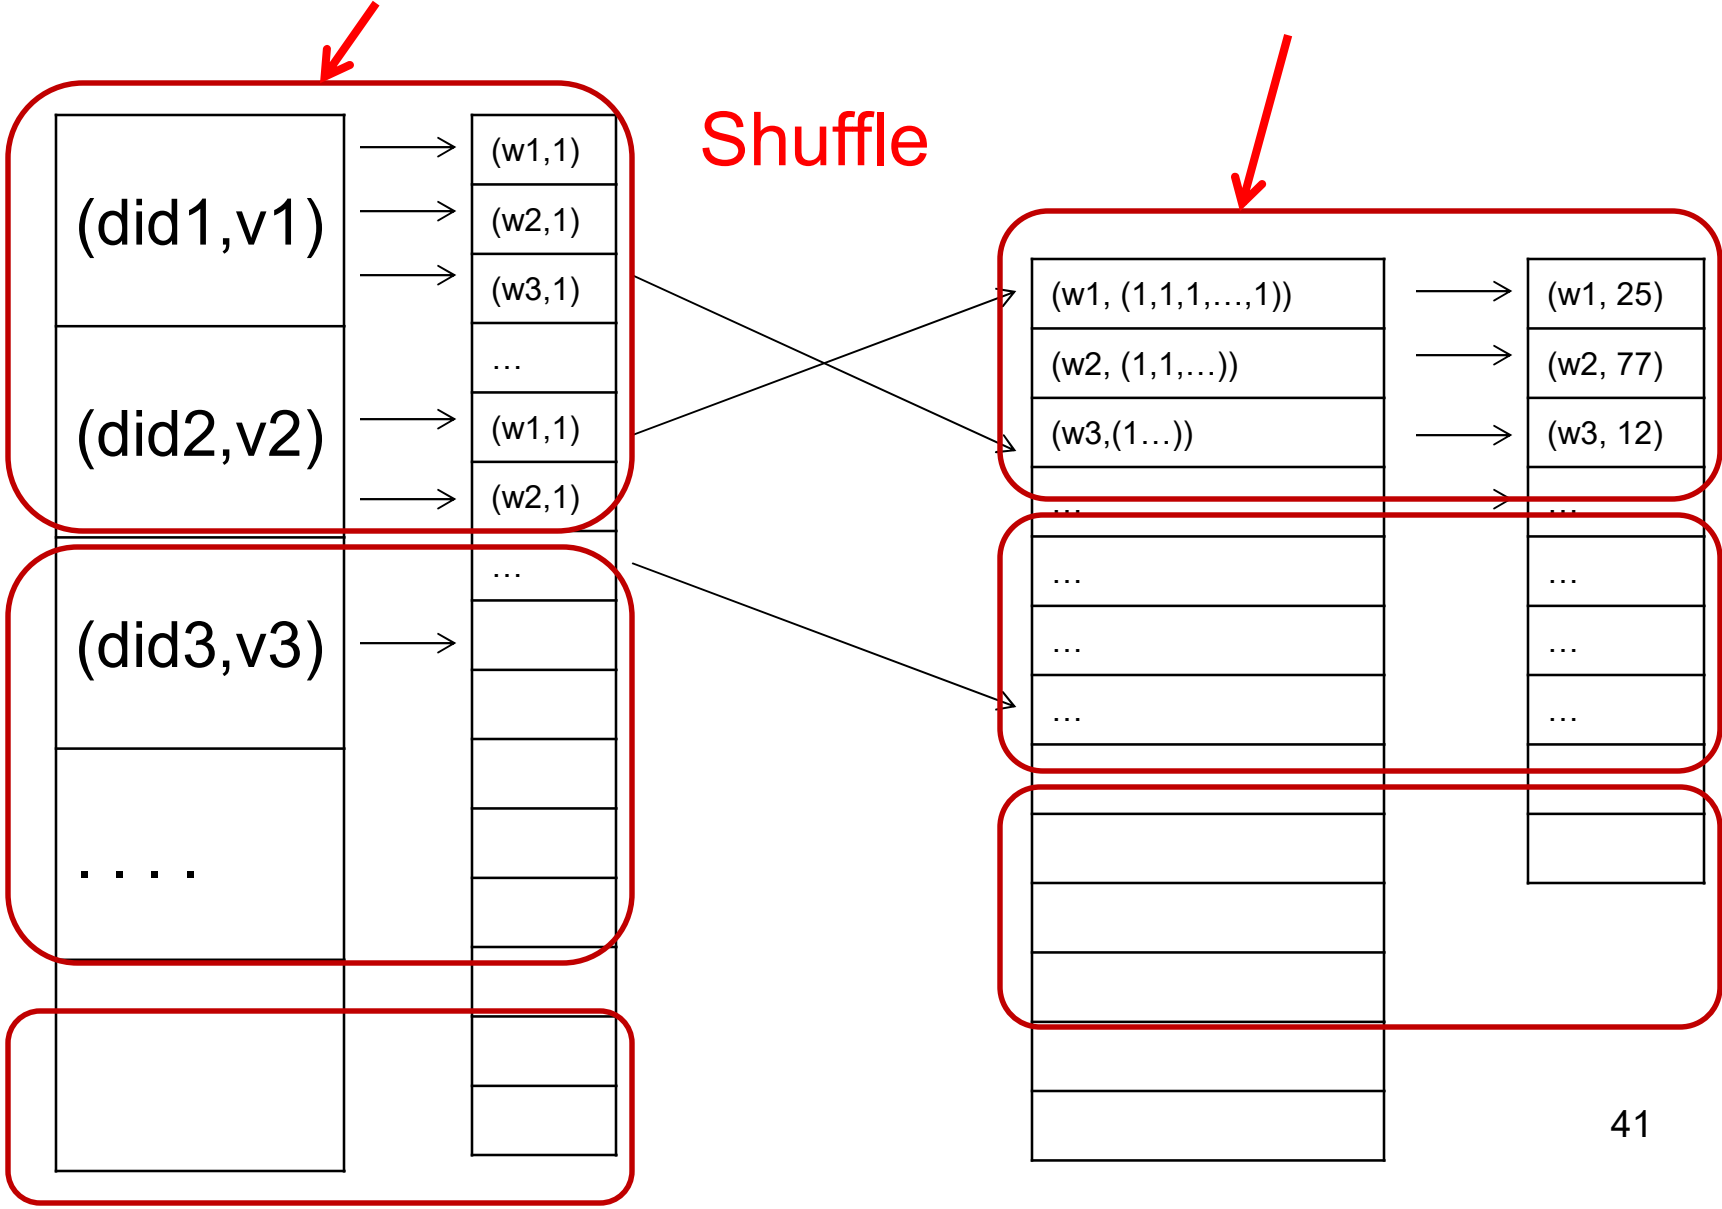 Shuffle
(did1,v1)
(did2,v2)
(did3,v3)
. . . .
(w1,1)
(w2,1)
(w3,1)
…
(w1,1)
(w2,1)
…
(w1, (1,1,1,…,1))
(w2, (1,1,…))
(w3,(1…))
…
…
…
…
(w1, 25)
(w2, 77)
(w3, 12)
…
…
…
…
41